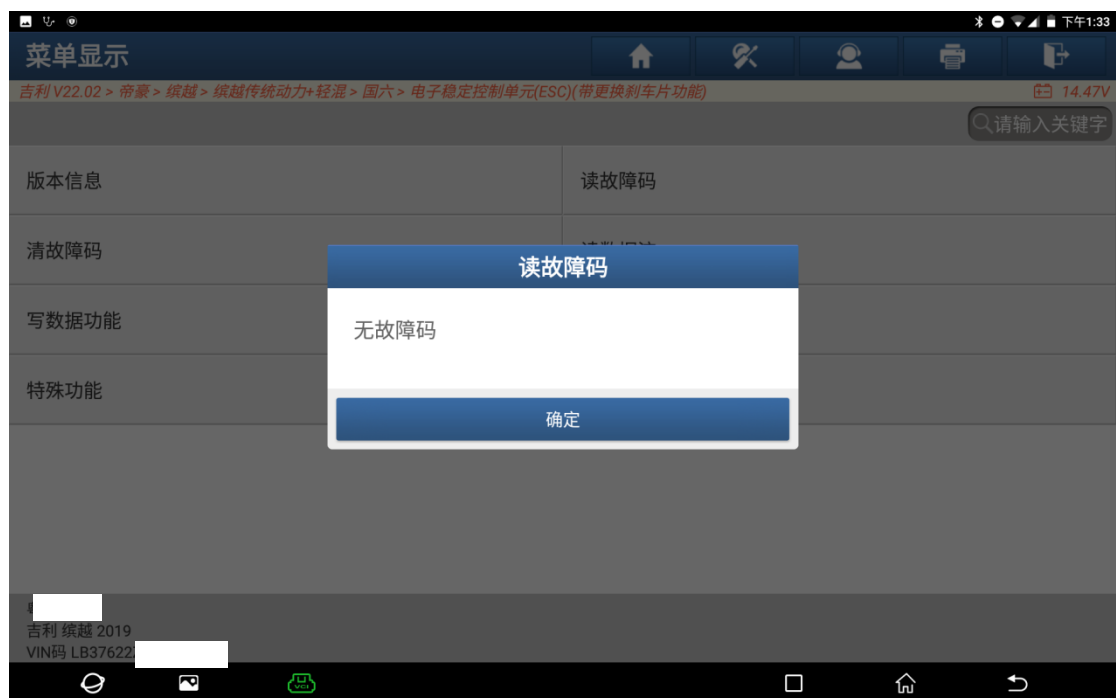 下午1:33
菜单显示
吉利 V22.02 > 帝豪 > 缤越 > 缤越传统动力+轻混 > 国六 > 电子稳定控制单元(ESC)(带更换刹车片功能)
14.47V
请输入关键字
版本信息
读故障码
清故障码
读故障码
写数据功能
无故障码
特殊功能
确定
吉利 缤越 2019
VIN码 LB37622
VCI